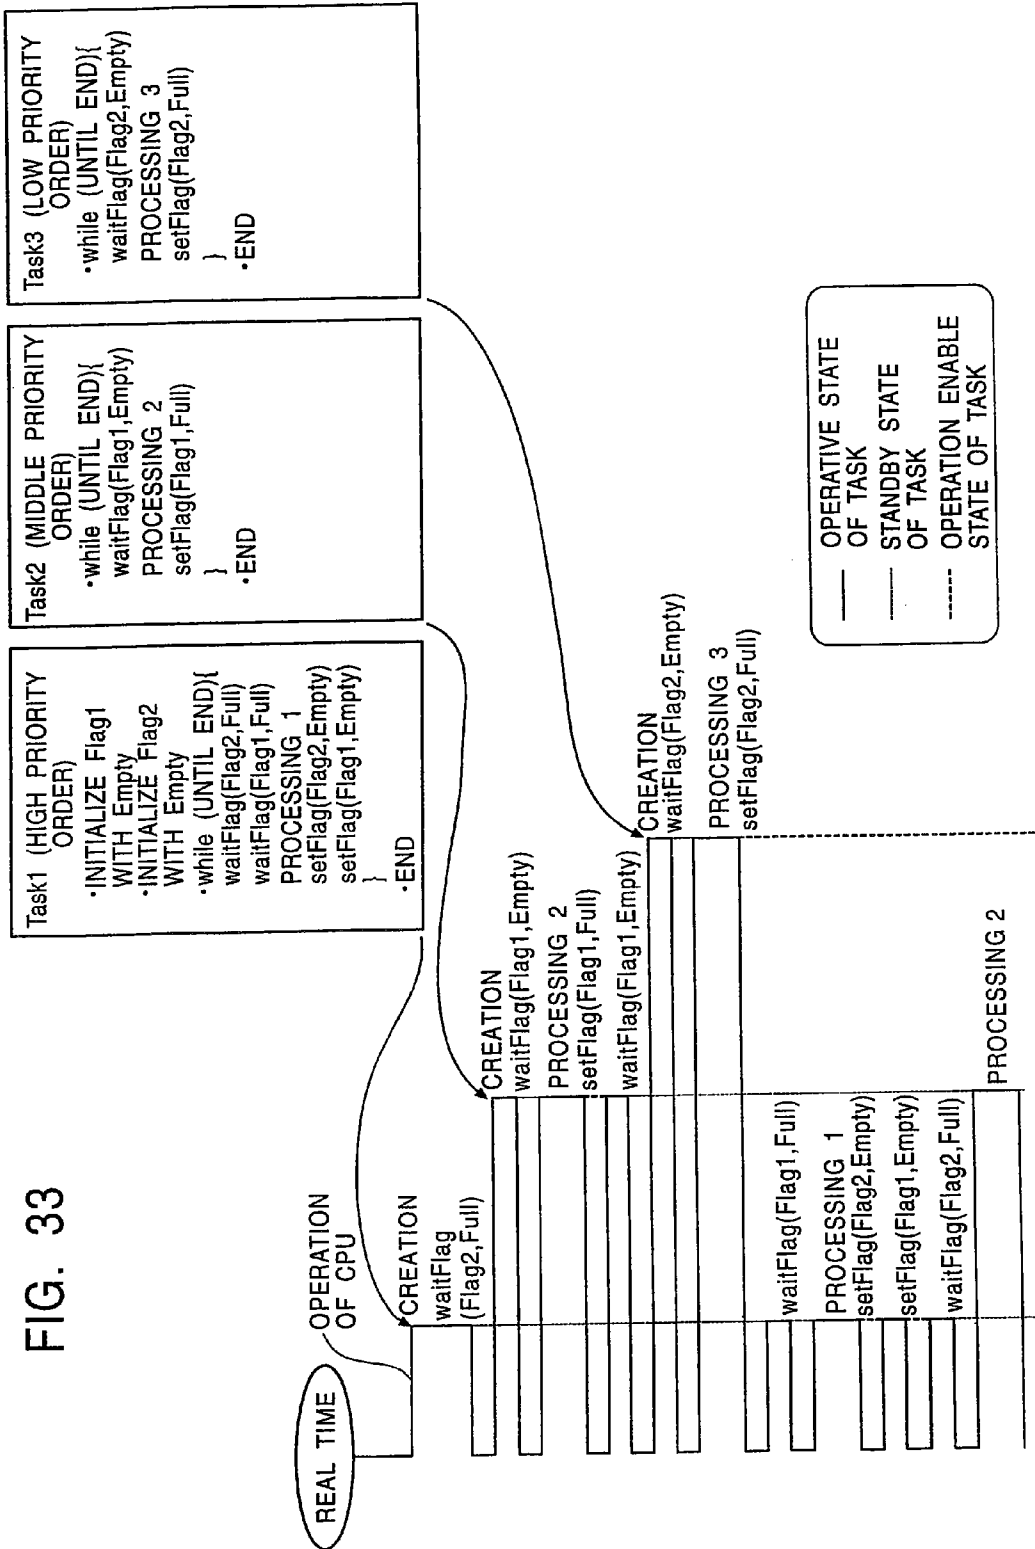 FIG. 33
Task1 (HIGH PRIORITY
ORDER)
•INITIALIZE Flag1
WITH Empty
•INITIALIZE Flag2
WITH Empty
•while (UNTIL END){
waitFlag(Flag2,Full)
waitFlag(Flag1,Full)
PROCESSING 1
setFlag(Flag2,Empty)
setFlag(Flag1,Empty)
}
•END
Task2 (MIDDLE PRIORITY
ORDER)
•while (UNTIL END){
waitFlag(Flag1,Empty)
PROCESSING 2
setFlag(Flag1,Full)
}
•END
Task3 (LOW PRIORITY
ORDER)
•while (UNTIL END){
waitFlag(Flag2,Empty)
PROCESSING 3
setFlag(Flag2,Full)
}
•END
REAL TIME
OPERATION
OF CPU
CREATION
waitFlag
(Flag2,Full)
CREATION
waitFlag(Flag1,Empty)
PROCESSING 2
setFlag(Flag1,Full)
waitFlag(Flag1,Empty)
CREATION
waitFlag(Flag2,Empty)
PROCESSING 3
setFlag(Flag2,Full)
waitFlag(Flag1,Full)
PROCESSING 1
setFlag(Flag2,Empty)
setFlag(Flag1,Empty)
waitFlag(Flag2,Full)
PROCESSING 2
OPERATIVE STATE
OF TASK
STANDBY STATE
OF TASK
OPERATION ENABLE
STATE OF TASK